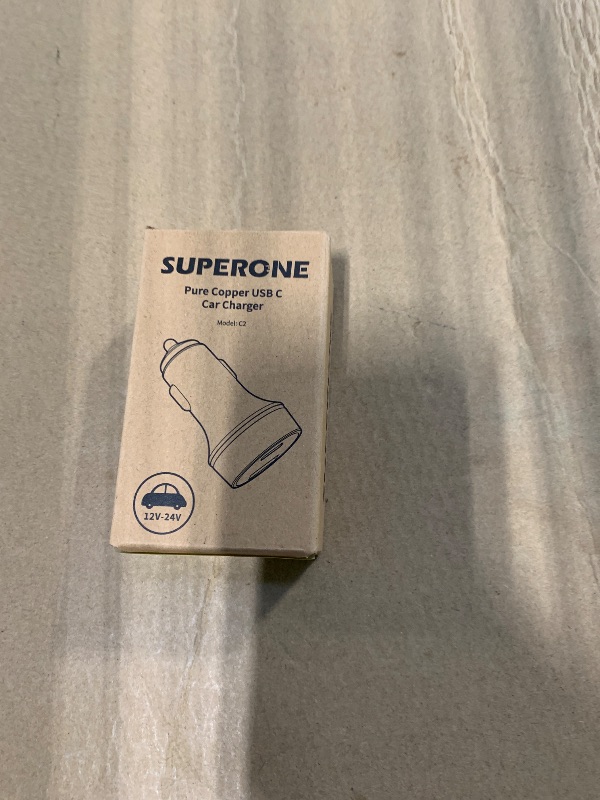 SUPERONE
Pure Copper USB C
Car Charger
Model: C2
12V-24V